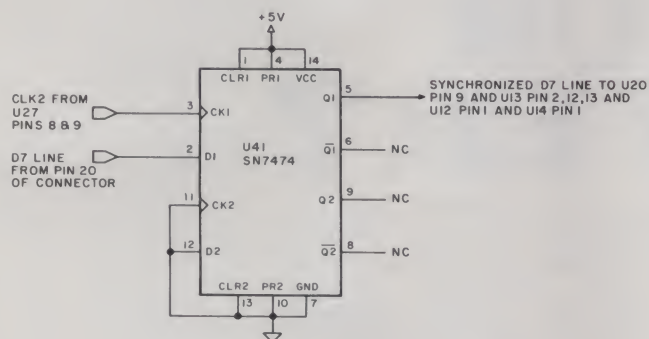 +5V
1 4 14
CLR1 PR1 VCC
CLK2 FROM
U27
PINS 8 & 9
3 CK1
D7 LINE
FROM PIN 20
OF CONNECTOR
2 D1
U41
SN7474
11 CK2
12 D2
Q1 5
SYNCHRONIZED D7 LINE TO U20
PIN 9 AND U13 PIN 2,12,13 AND
U12 PIN 1 AND U14 PIN 1
Q1 6 NC
Q2 9 NC
Q2 8 NC
CLR2 PR2 GND
13 10 7